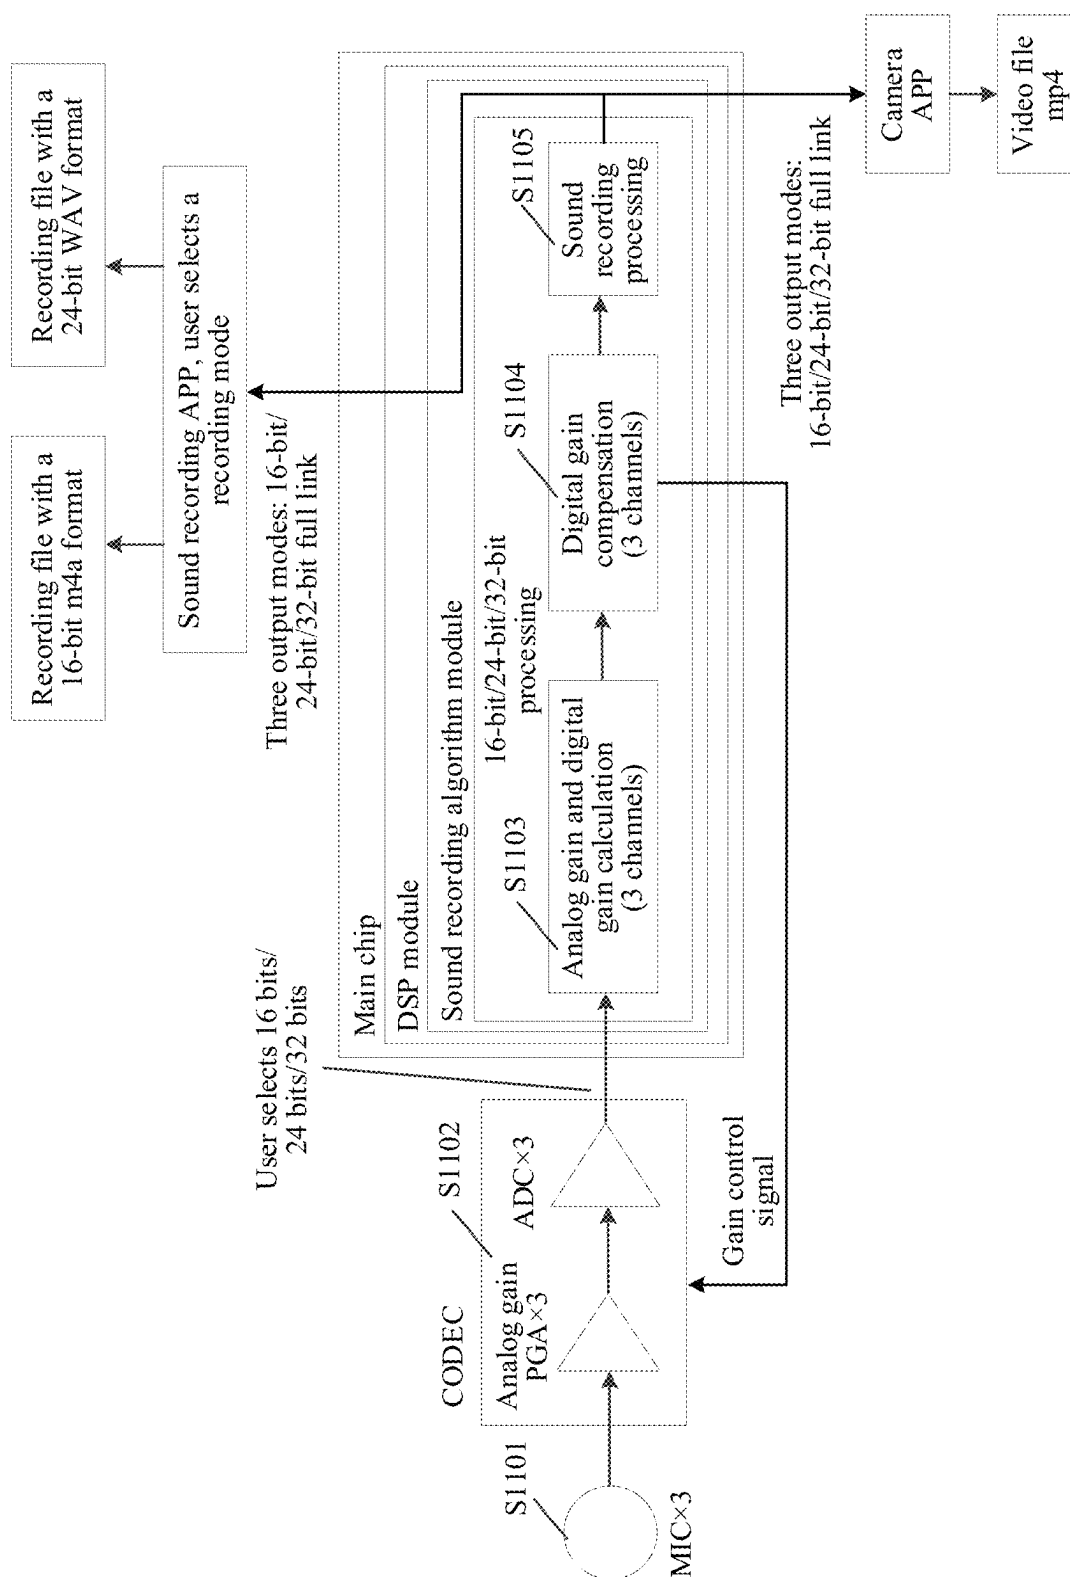 Recording file with a
16-bit m4a format
Recording file with a
24-bit WAV format
Sound recording APP, user selects a
recording mode
Three output modes: 16-bit/
24-bit/32-bit full link
User selects 16 bits/
24 bits/32 bits
Main chip
DSP module
Sound recording algorithm module
16-bit/24-bit/32-bit
processing
S1101
MIC×3
CODEC
S1102
Analog gain
PGA×3
ADC×3
S1103
Analog gain and digital
gain calculation
(3 channels)
S1104
Digital gain
compensation
(3 channels)
S1105
Sound
recording
processing
Gain control
signal
Three output modes:
16-bit/24-bit/32-bit full link
Camera
APP
Video file
mp4